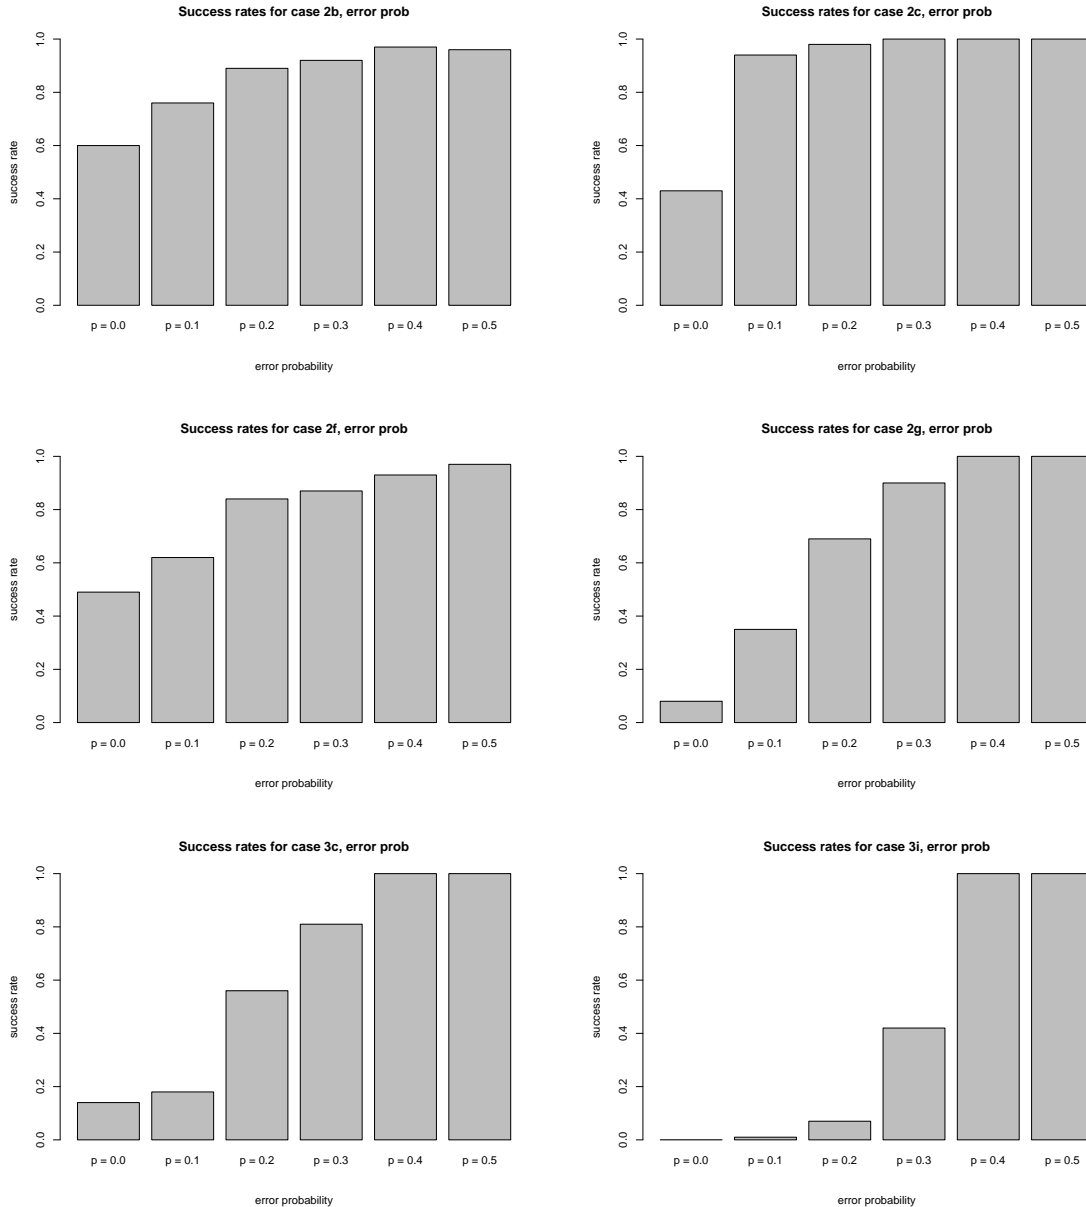 Success rates for case 2b, error prob
success rate
0.0 0.2 0.4 0.6 0.8 1.0
p = 0.0 p = 0.1 p = 0.2 p = 0.3 p = 0.4 p = 0.5
error probability
Success rates for case 2c, error prob
success rate
0.0 0.2 0.4 0.6 0.8 1.0
p = 0.0 p = 0.1 p = 0.2 p = 0.3 p = 0.4 p = 0.5
error probability
Success rates for case 2f, error prob
success rate
0.0 0.2 0.4 0.6 0.8 1.0
p = 0.0 p = 0.1 p = 0.2 p = 0.3 p = 0.4 p = 0.5
error probability
Success rates for case 2g, error prob
success rate
0.0 0.2 0.4 0.6 0.8 1.0
p = 0.0 p = 0.1 p = 0.2 p = 0.3 p = 0.4 p = 0.5
error probability
Success rates for case 3c, error prob
success rate
0.0 0.2 0.4 0.6 0.8 1.0
p = 0.0 p = 0.1 p = 0.2 p = 0.3 p = 0.4 p = 0.5
error probability
Success rates for case 3i, error prob
success rate
0.0 0.2 0.4 0.6 0.8 1.0
p = 0.0 p = 0.1 p = 0.2 p = 0.3 p = 0.4 p = 0.5
error probability